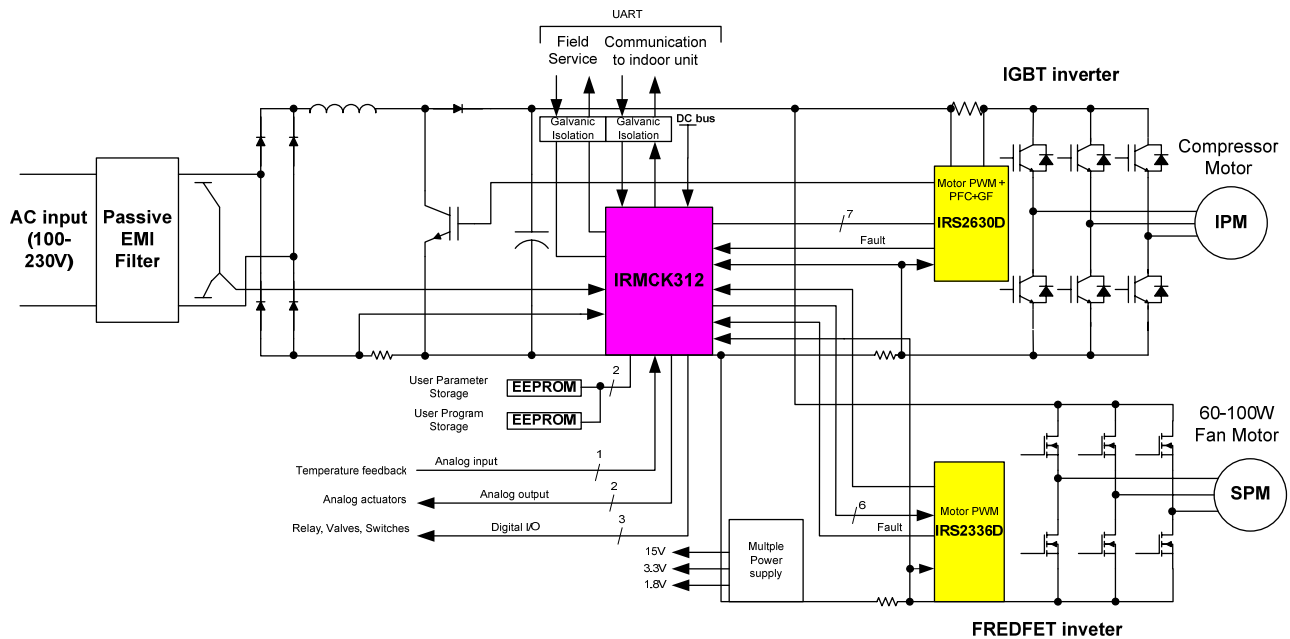 UART
Field
Service
Communication
to indoor unit
IGBT inverter
Galvanic
Isolation
Galvanic
Isolation
DC bus
Compressor
Motor
AC input
(100-
230V)
Passive
EMI
Filter
Motor PWM +
PFC+GF
IRS2630D
7
Fault
IPM
IRMCK312
User Parameter
Storage
EEPROM
2
User Program
Storage
EEPROM
60-100W
Fan Motor
Temperature feedback
Analog input
1
Analog actuators
Analog output
2
Relay, Valves, Switches
Digital I/O
3
SPM
6
Fault
Motor PWM
IRS2336D
15V
3.3V
1.8V
Multple
Power
supply
FREDFET inveter